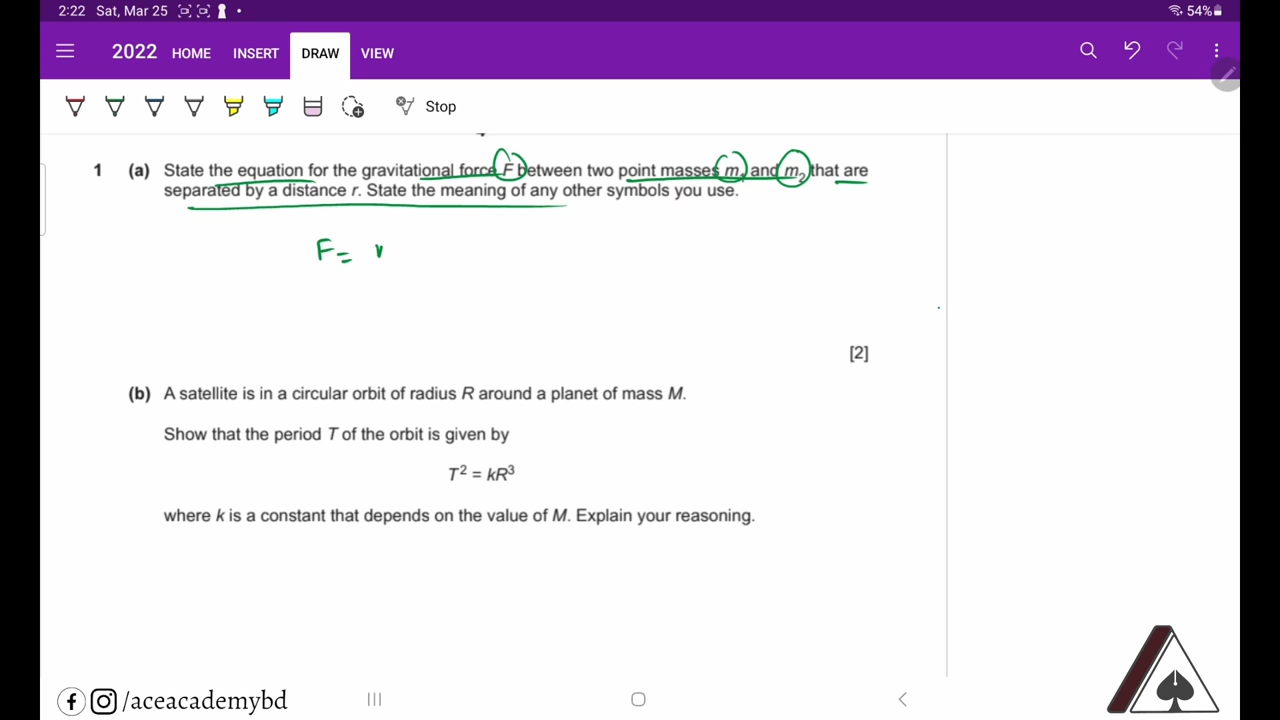 2:22 Sat, Mar 25
54%
2022 HOME INSERT DRAW VIEW
Stop
1 (a) State the equation for the gravitational force F between two point masses m1 and m2 that are
separated by a distance r. State the meaning of any other symbols you use.
F =
[2]
(b) A satellite is in a circular orbit of radius R around a planet of mass M.
Show that the period T of the orbit is given by
T² = kR³
where k is a constant that depends on the value of M. Explain your reasoning.
/aceacademybd